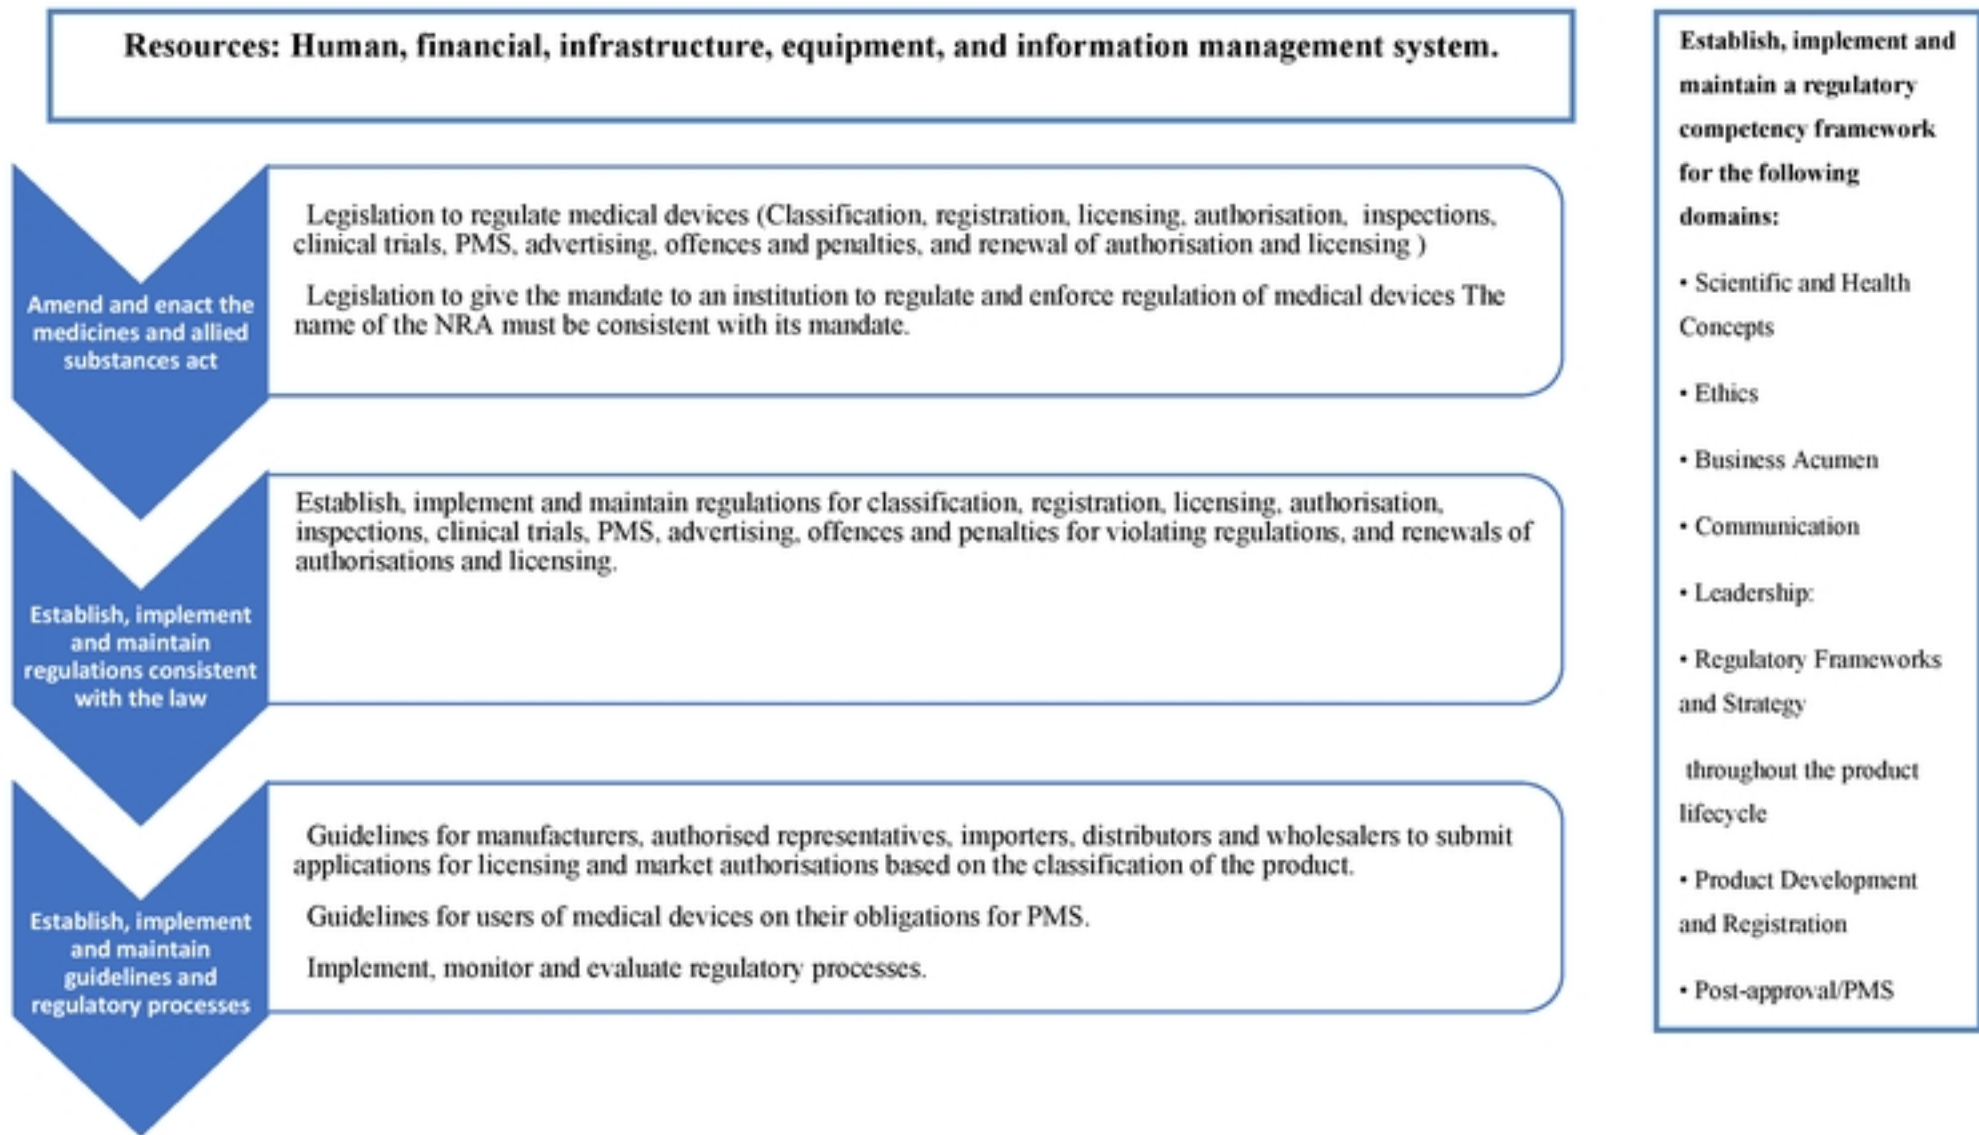 Resources: Human, financial, infrastructure, equipment, and information management system.
Amend and enact the
medicines and allied
substances act
Legislation to regulate medical devices (Classification, registration, licensing, authorisation, inspections,
clinical trials, PMS, advertising, offences and penalties, and renewal of authorisation and licensing )
Legislation to give the mandate to an institution to regulate and enforce regulation of medical devices The
name of the NRA must be consistent with its mandate.
Establish, implement
and maintain
regulations consistent
with the law
Establish, implement and maintain regulations for classification, registration, licensing, authorisation,
inspections, clinical trials, PMS, advertising, offences and penalties for violating regulations, and renewals of
authorisations and licensing.
Establish, implement
and maintain
guidelines and
regulatory processes
Guidelines for manufacturers, authorised representatives, importers, distributors and wholesalers to submit
applications for licensing and market authorisations based on the classification of the product.
Guidelines for users of medical devices on their obligations for PMS.
Implement, monitor and evaluate regulatory processes.
Establish, implement and
maintain a regulatory
competency framework
for the following
domains:
• Scientific and Health
Concepts
• Ethics
• Business Acumen
• Communication
• Leadership:
• Regulatory Frameworks
and Strategy
throughout the product
lifecycle
• Product Development
and Registration
• Post-approval/PMS